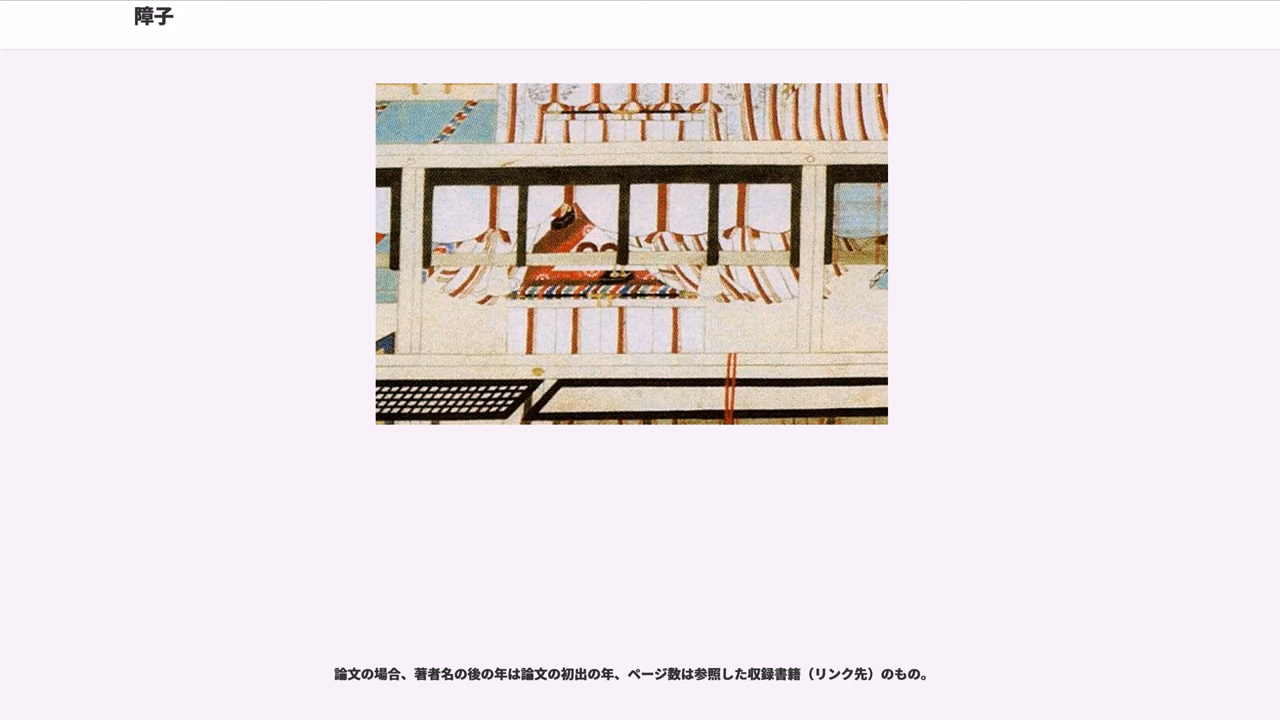 障子
論文の場合、著者名の後の年は論文の初出の年、ページ数は参照した収録書籍（リンク先）のもの。